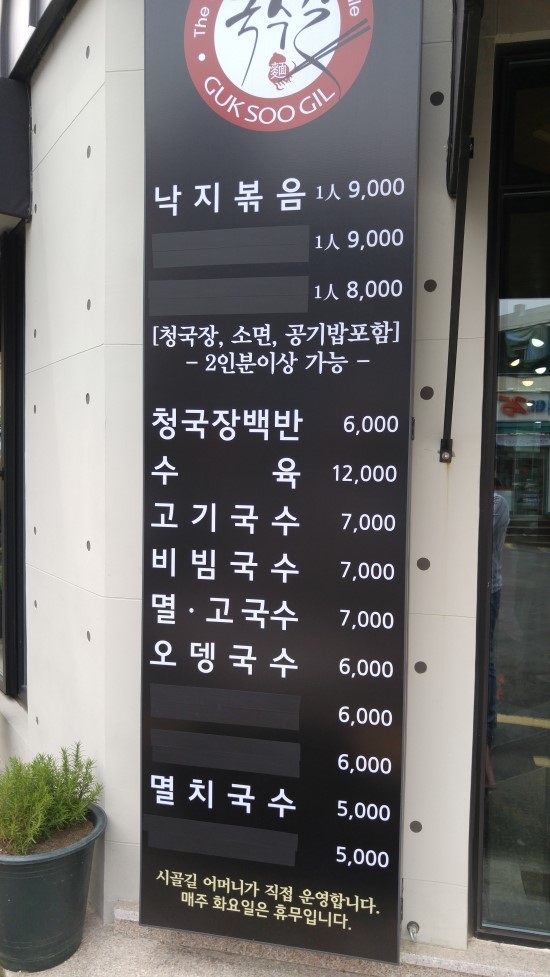 The
국수길
麵
GUK SOO GIL
낙지볶음 1人 9,000
1人 9,000
1人 8,000
[청국장, 소면, 공기밥포함]
- 2인분이상 가능 -
청국장백반 6,000
수육 12,000
고기국수 7,000
비빔국수 7,000
멸·고국수 7,000
오뎅국수 6,000
6,000
6,000
멸치국수 5,000
5,000
시골길 어머니가 직접 운영합니다.
매주 화요일은 휴무입니다.